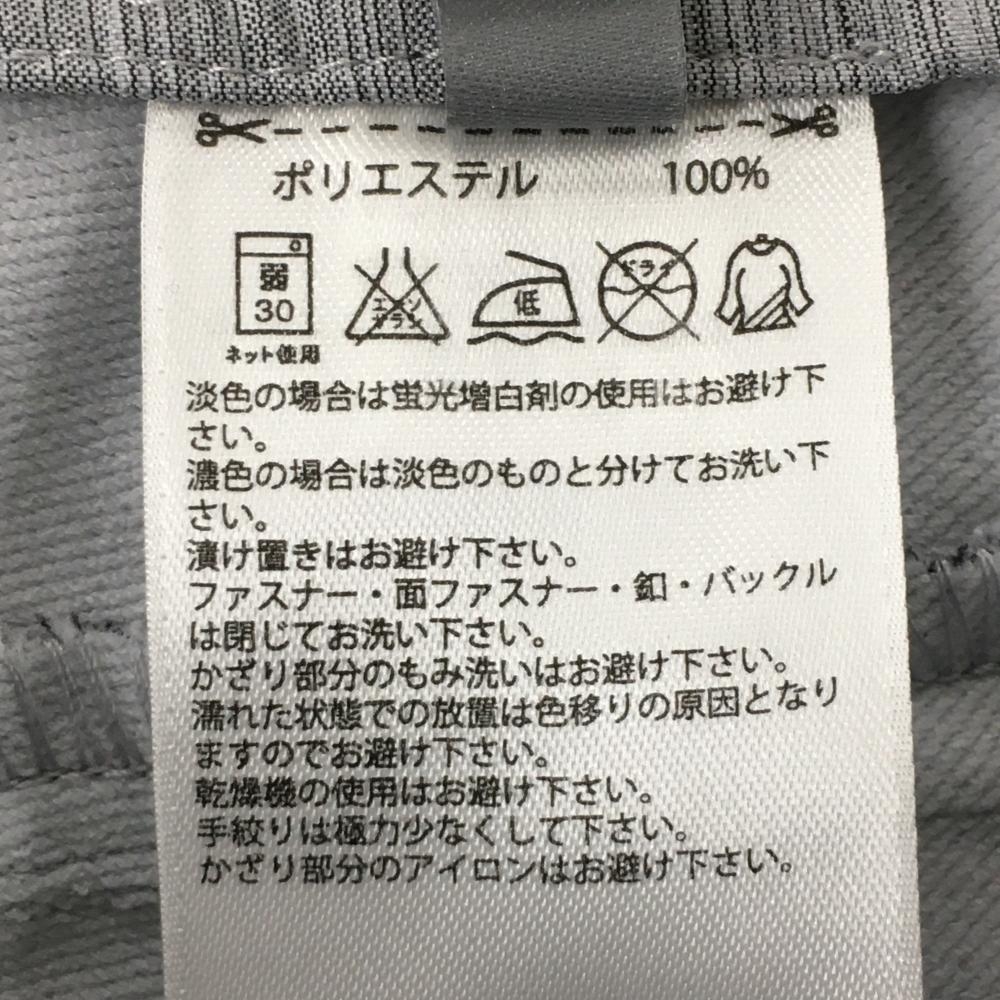 ポリエステル 100%
弱
30
ネット使用
エンソ
サラシ
低
ドライ
淡色の場合は蛍光増白剤の使用はお避け下
さい。
濃色の場合は淡色のものと分けてお洗い下
さい。
漬け置きはお避け下さい。
ファスナー・面ファスナー・釦・バックル
は閉じてお洗い下さい。
かざり部分のもみ洗いはお避け下さい。
濡れた状態での放置は色移りの原因となり
ますのでお避け下さい。
乾燥機の使用はお避け下さい。
手絞りは極力少なくして下さい。
かざり部分のアイロンはお避け下さい。